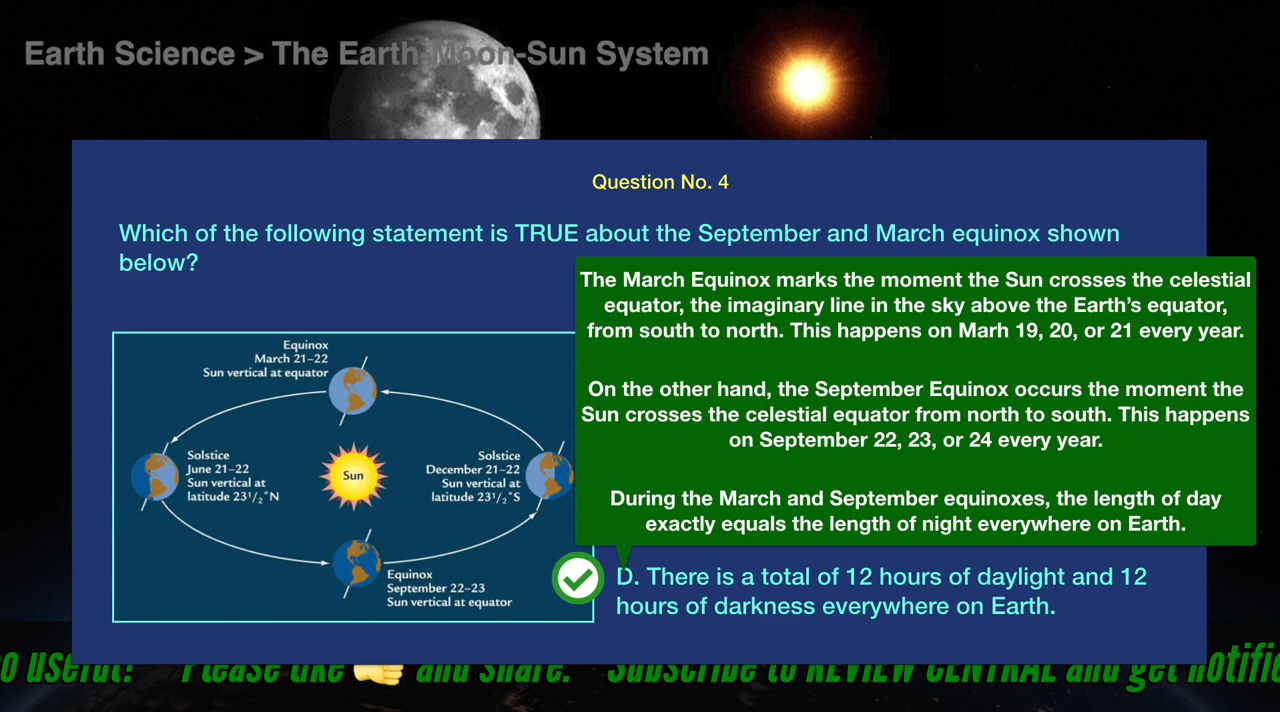 Earth Science > The Earth-Moon-Sun System
Question No. 4
Which of the following statement is TRUE about the September and March equinox shown
below?
The March Equinox marks the moment the Sun crosses the celestial
equator, the imaginary line in the sky above the Earth's equator,
from south to north. This happens on Marh 19, 20, or 21 every year.
On the other hand, the September Equinox occurs the moment the
Sun crosses the celestial equator from north to south. This happens
on September 22, 23, or 24 every year.
During the March and September equinoxes, the length of day
exactly equals the length of night everywhere on Earth.
Equinox
March 21–22
Sun vertical at equator
Solstice
June 21–22
Sun vertical at
latitude 23¹/₂˚N
Sun
Solstice
December 21–22
Sun vertical at
latitude 23¹/₂˚S
Equinox
September 22–23
Sun vertical at equator
D. There is a total of 12 hours of daylight and 12
hours of darkness everywhere on Earth.
o useful! Please like and share. Subscribe to REVIEW CENTRAL and get notifie